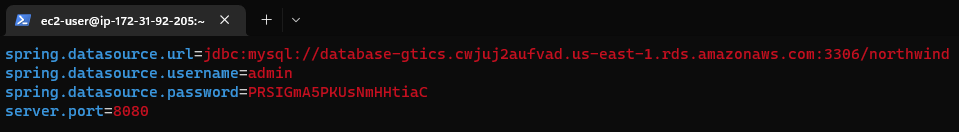 ec2-user@ip-172-31-92-205:~
spring.datasource.url=jdbc:mysql://database-gtics.cwjuj2aufvad.us-east-1.rds.amazonaws.com:3306/northwind
spring.datasource.username=admin
spring.datasource.password=PRSIGmA5PKUsNmHHtiaC
server.port=8080